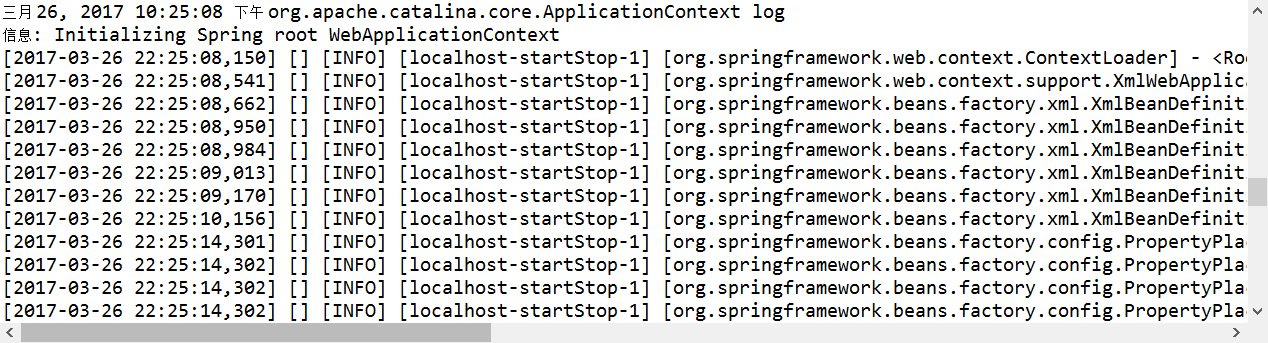 三月 26, 2017 10:25:08 下午 org.apache.catalina.core.ApplicationContext log
信息: Initializing Spring root WebApplicationContext
[2017-03-26 22:25:08,150] [] [INFO] [localhost-startStop-1] [org.springframework.web.context.ContextLoader] - <Ro
[2017-03-26 22:25:08,541] [] [INFO] [localhost-startStop-1] [org.springframework.web.context.support.XmlWebApplic
[2017-03-26 22:25:08,662] [] [INFO] [localhost-startStop-1] [org.springframework.beans.factory.xml.XmlBeanDefinit
[2017-03-26 22:25:08,950] [] [INFO] [localhost-startStop-1] [org.springframework.beans.factory.xml.XmlBeanDefinit
[2017-03-26 22:25:08,984] [] [INFO] [localhost-startStop-1] [org.springframework.beans.factory.xml.XmlBeanDefinit
[2017-03-26 22:25:09,013] [] [INFO] [localhost-startStop-1] [org.springframework.beans.factory.xml.XmlBeanDefinit
[2017-03-26 22:25:09,170] [] [INFO] [localhost-startStop-1] [org.springframework.beans.factory.xml.XmlBeanDefinit
[2017-03-26 22:25:10,156] [] [INFO] [localhost-startStop-1] [org.springframework.beans.factory.xml.XmlBeanDefinit
[2017-03-26 22:25:14,301] [] [INFO] [localhost-startStop-1] [org.springframework.beans.factory.config.PropertyPla
[2017-03-26 22:25:14,302] [] [INFO] [localhost-startStop-1] [org.springframework.beans.factory.config.PropertyPla
[2017-03-26 22:25:14,302] [] [INFO] [localhost-startStop-1] [org.springframework.beans.factory.config.PropertyPla
[2017-03-26 22:25:14,302] [] [INFO] [localhost-startStop-1] [org.springframework.beans.factory.config.PropertyPla